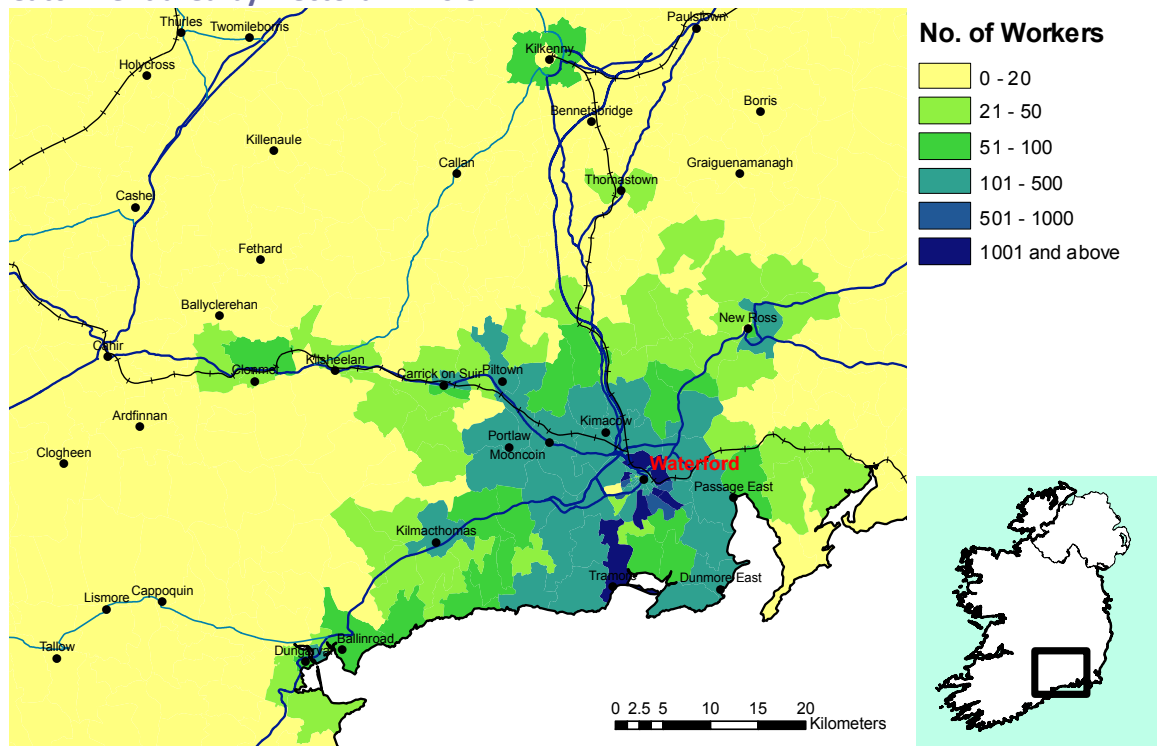 Thurles
Twomileborris
Paulstown
Kilkenny
Holycross
Borris
Bennetsbridge
Killenaule
Callan
Graiguenamanagh
Thomastown
Cashel
Fethard
Ballyclerehan
New Ross
Cahir
Kilsheelan
Clonmel
Carrick on Suir
Piltown
Ardfinnan
Kimacow
Portlaw
Mooncoin
Clogheen
Waterford
Passage East
Kilmacthomas
Tramore
Dunmore East
Cappoquin
Lismore
Ballinroad
Tallow
Dungarvan
0 2.5 5 10 15 20
Kilometers
No. of Workers
0 - 20
21 - 50
51 - 100
101 - 500
501 - 1000
1001 and above